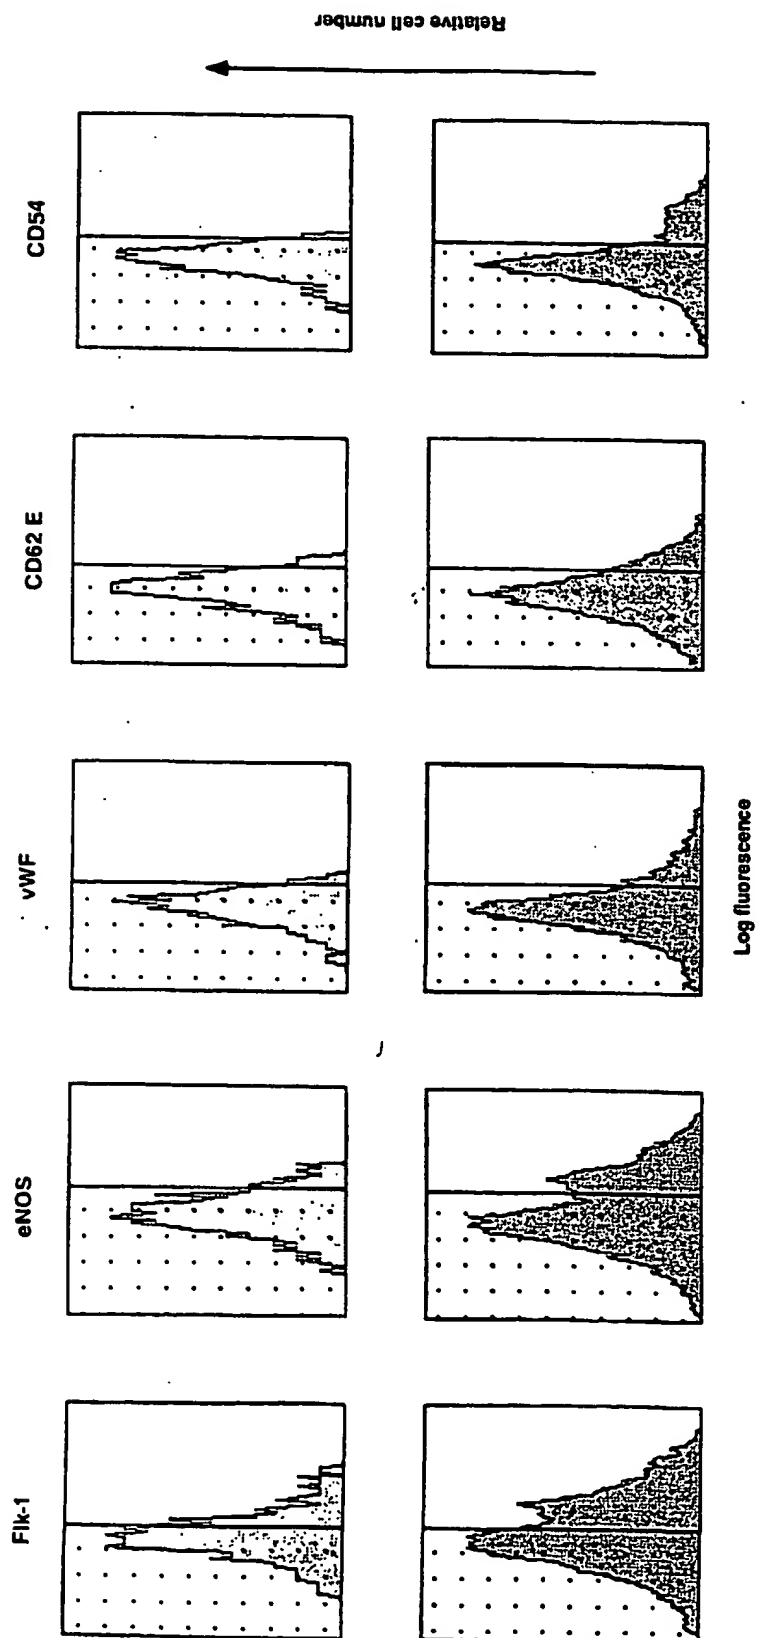 Relative cell number
CD54
CD62 E
vWF
Log fluorescence
eNOS
Flk-1